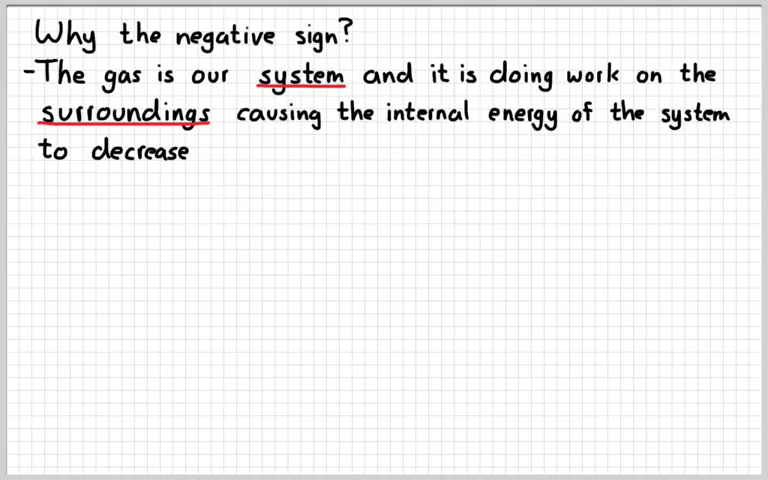 Why the negative sign?
-The gas is our system and it is doing work on the
surroundings causing the internal energy of the system
to decrease